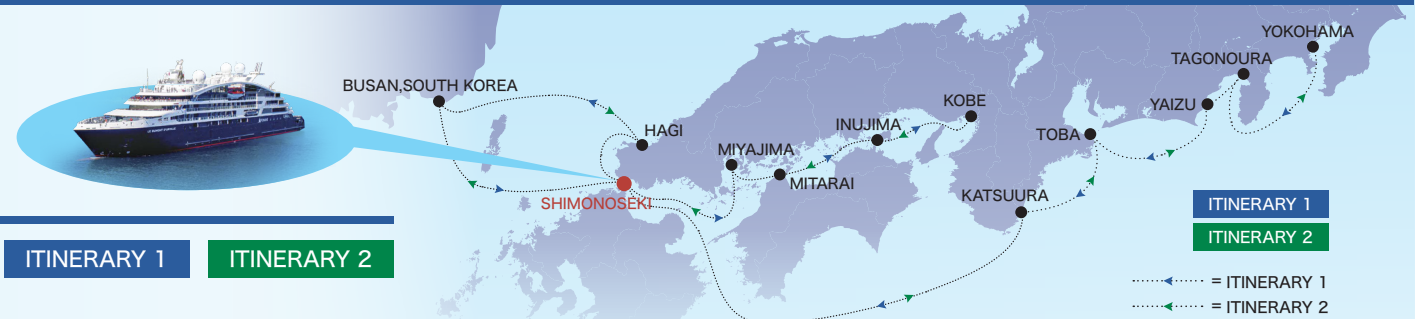 YOKOHAMA
TAGONOURA
BUSAN,SOUTH KOREA
KOBE
YAIZU
INUJIMA
HAGI
TOBA
MIYAJIMA
MITARAI
KATSUURA
SHIMONOSEKI
ITINERARY 1
ITINERARY 2
ITINERARY 1
ITINERARY 2
= ITINERARY 1
= ITINERARY 2